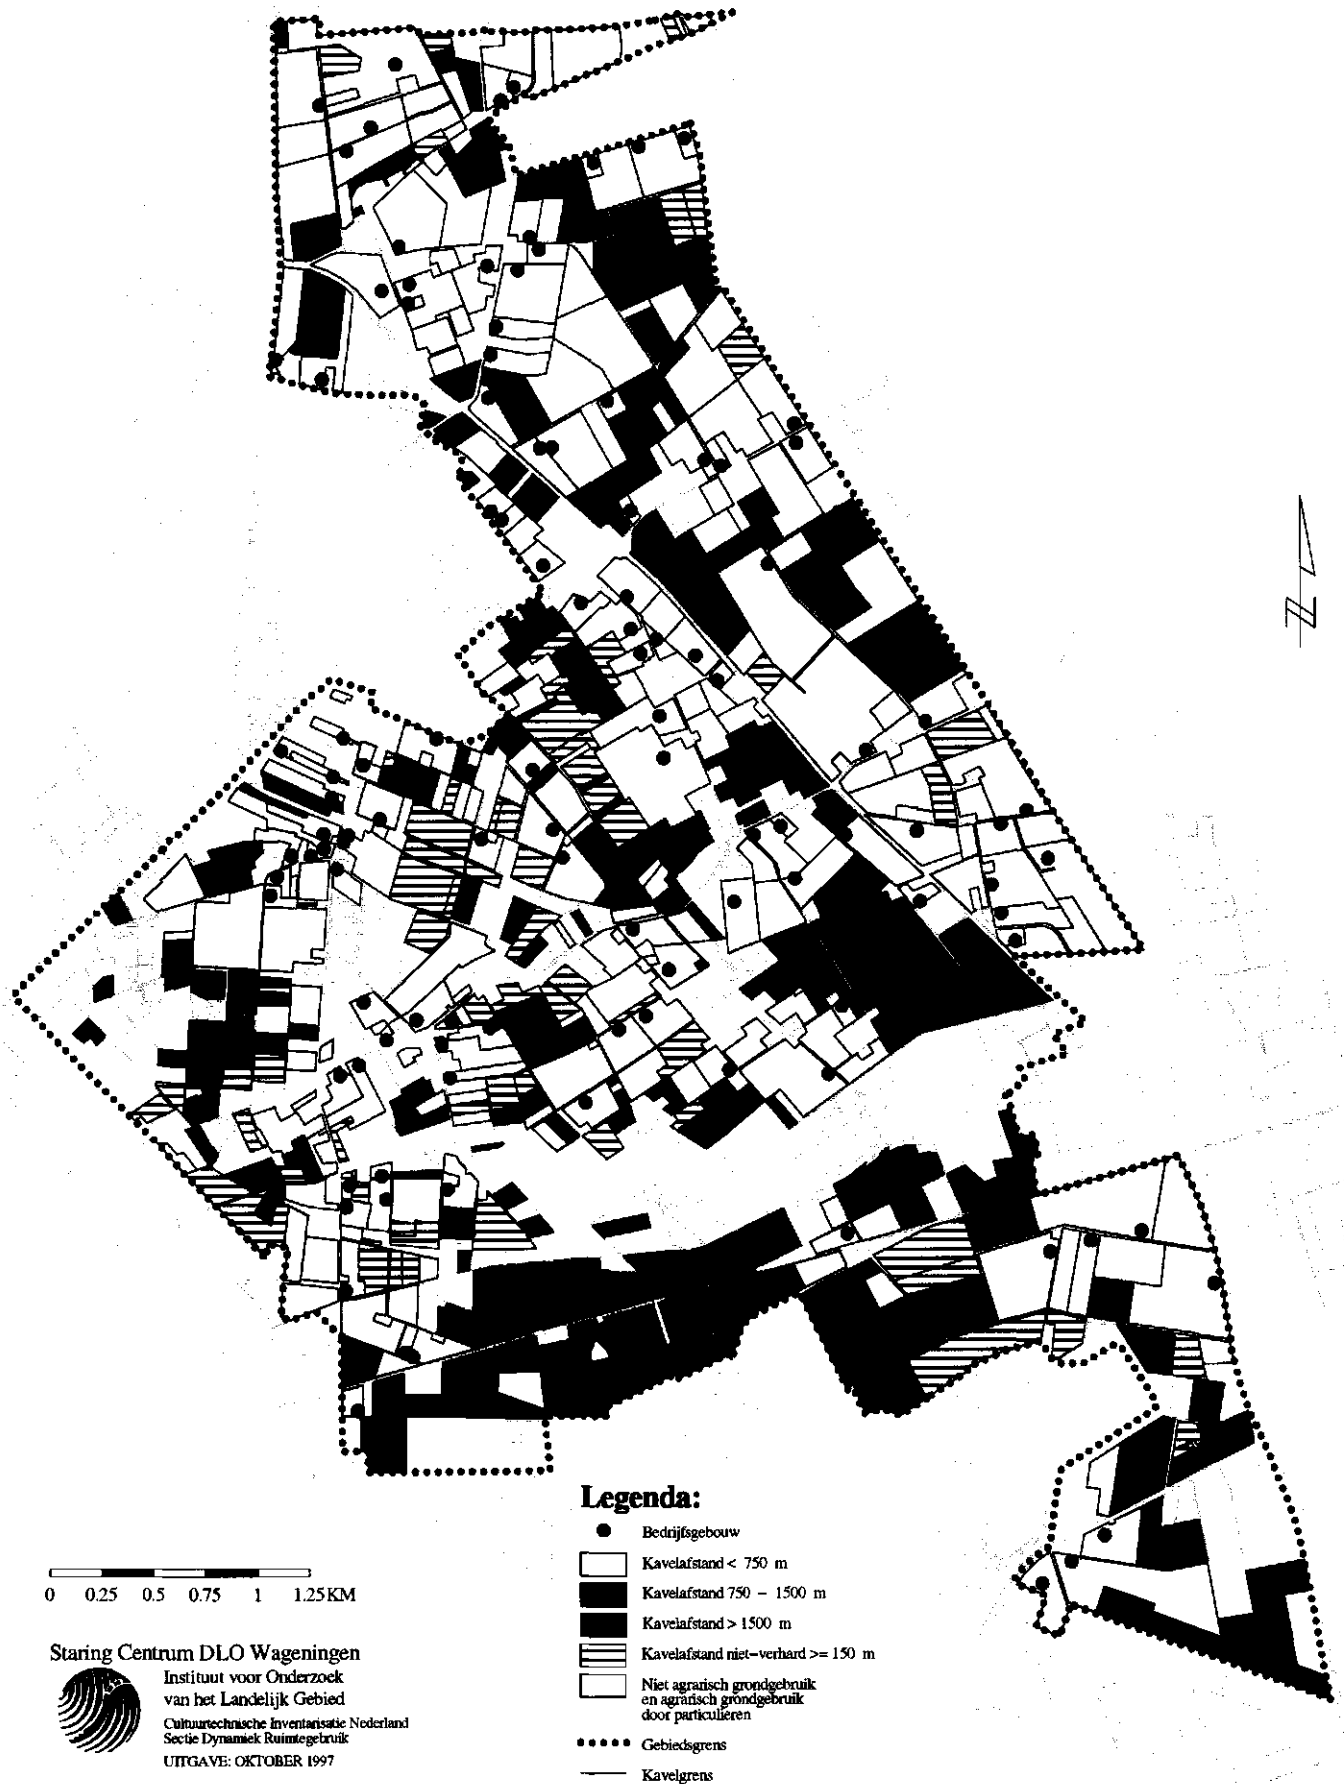 Legenda:
Bedrijfsgebouw
Kavelafstand < 750 m
Kavelafstand 750 - 1500 m
Kavelafstand > 1500 m
Kavelafstand niet-verhard >= 150 m
Niet agrarisch grondgebruik
en agrarisch grondgebruik
door particulieren
Gebiedsgrens
Kavelgrens
0 0.25 0.5 0.75 1 1.25 KM
Staring Centrum DLO Wageningen
Instituut voor Onderzoek
van het Landelijk Gebied
Cultuurtechnische Inventarisatie Nederland
Sectie Dynamiek Ruimtegebruik
UITGAVE: OKTOBER 1997